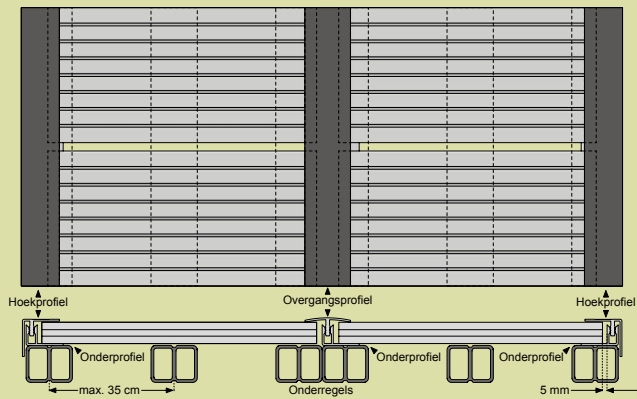 Hoekprofiel
Overgangsprofiel
Hoekprofiel
Onderprofiel
Onderprofiel
Onderprofiel
max. 35 cm
Onderregels
5 mm